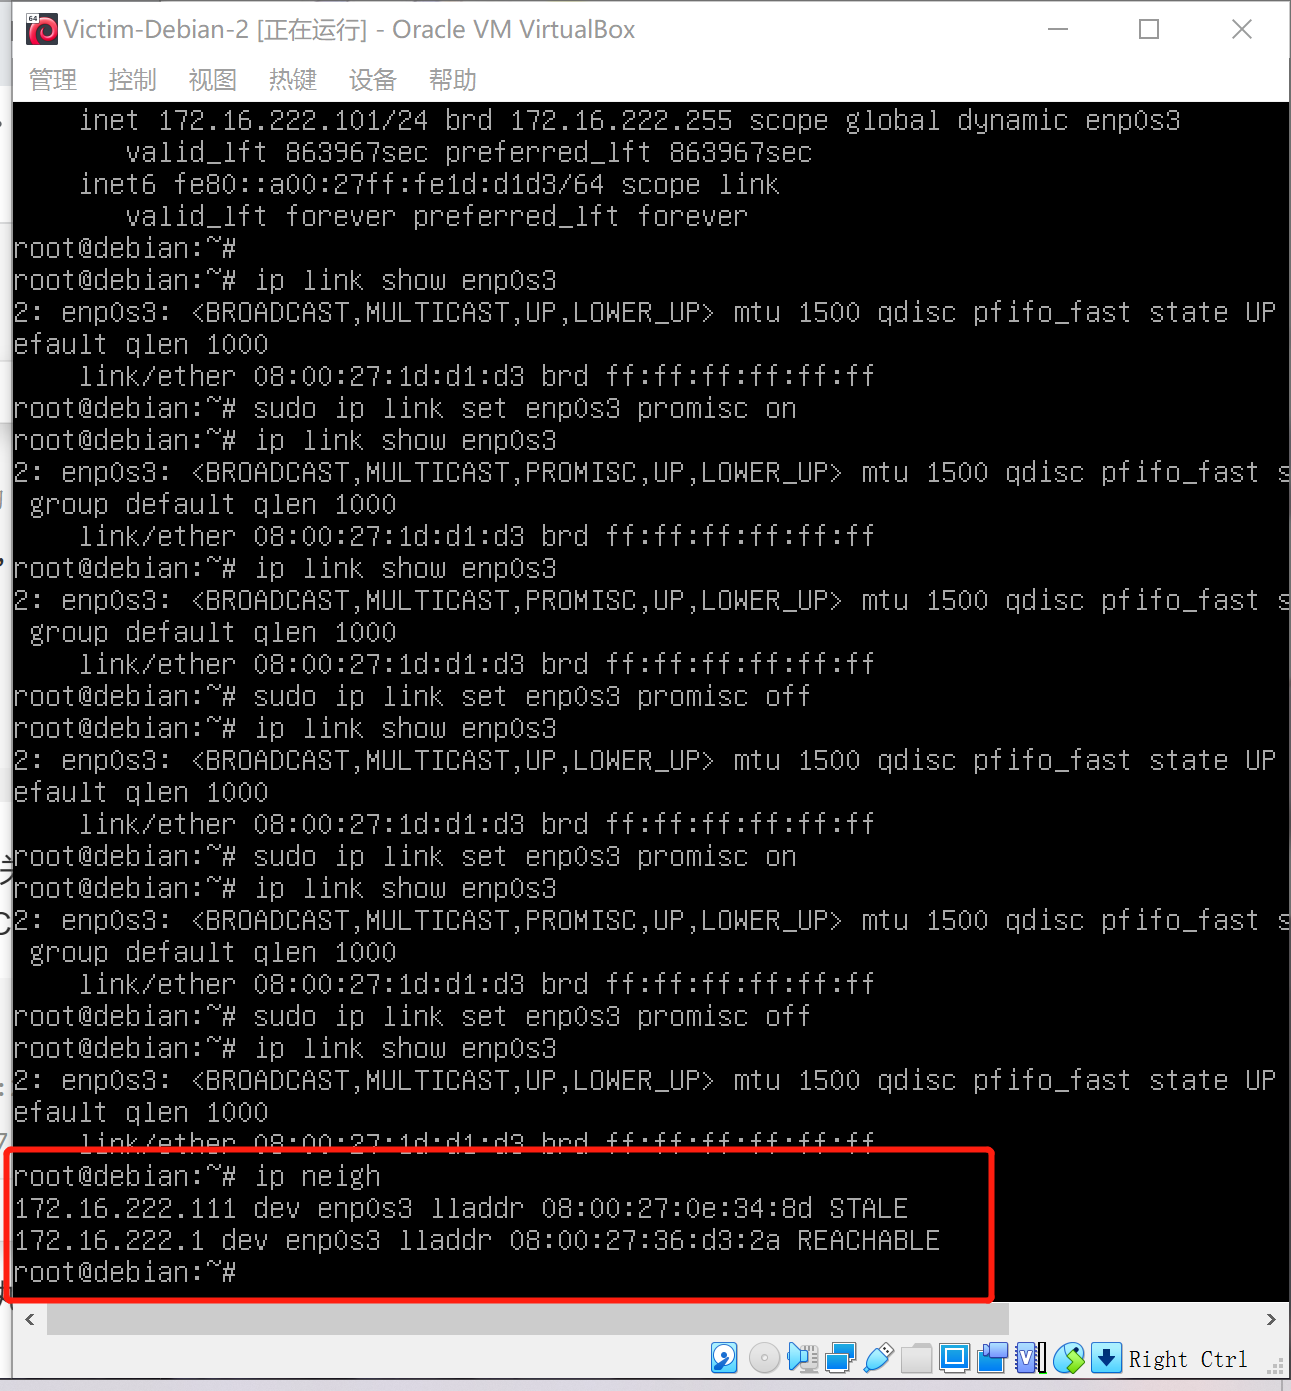 Victim-Debian-2 [正在运行] - Oracle VM VirtualBox
管理 控制 视图 热键 设备 帮助
inet 172.16.222.101/24 brd 172.16.222.255 scope global dynamic enp0s3
valid_lft 863967sec preferred_lft 863967sec
inet6 fe80::a00:27ff:fe1d:d1d3/64 scope link
valid_lft forever preferred_lft forever
root@debian:~#
root@debian:~# ip link show enp0s3
2: enp0s3: <BROADCAST,MULTICAST,UP,LOWER_UP> mtu 1500 qdisc pfifo_fast state UP
efault qlen 1000
link/ether 08:00:27:1d:d1:d3 brd ff:ff:ff:ff:ff:ff
root@debian:~# sudo ip link set enp0s3 promisc on
root@debian:~# ip link show enp0s3
2: enp0s3: <BROADCAST,MULTICAST,PROMISC,UP,LOWER_UP> mtu 1500 qdisc pfifo_fast s
group default qlen 1000
link/ether 08:00:27:1d:d1:d3 brd ff:ff:ff:ff:ff:ff
root@debian:~# ip link show enp0s3
2: enp0s3: <BROADCAST,MULTICAST,PROMISC,UP,LOWER_UP> mtu 1500 qdisc pfifo_fast s
group default qlen 1000
link/ether 08:00:27:1d:d1:d3 brd ff:ff:ff:ff:ff:ff
root@debian:~# sudo ip link set enp0s3 promisc off
root@debian:~# ip link show enp0s3
2: enp0s3: <BROADCAST,MULTICAST,UP,LOWER_UP> mtu 1500 qdisc pfifo_fast state UP
efault qlen 1000
link/ether 08:00:27:1d:d1:d3 brd ff:ff:ff:ff:ff:ff
root@debian:~# sudo ip link set enp0s3 promisc on
root@debian:~# ip link show enp0s3
2: enp0s3: <BROADCAST,MULTICAST,PROMISC,UP,LOWER_UP> mtu 1500 qdisc pfifo_fast s
group default qlen 1000
link/ether 08:00:27:1d:d1:d3 brd ff:ff:ff:ff:ff:ff
root@debian:~# sudo ip link set enp0s3 promisc off
root@debian:~# ip link show enp0s3
2: enp0s3: <BROADCAST,MULTICAST,UP,LOWER_UP> mtu 1500 qdisc pfifo_fast state UP
efault qlen 1000
link/ether 08:00:27:1d:d1:d3 brd ff:ff:ff:ff:ff:ff
root@debian:~# ip neigh
172.16.222.111 dev enp0s3 lladdr 08:00:27:0e:34:8d STALE
172.16.222.1 dev enp0s3 lladdr 08:00:27:36:d3:2a REACHABLE
root@debian:~#
Right Ctrl